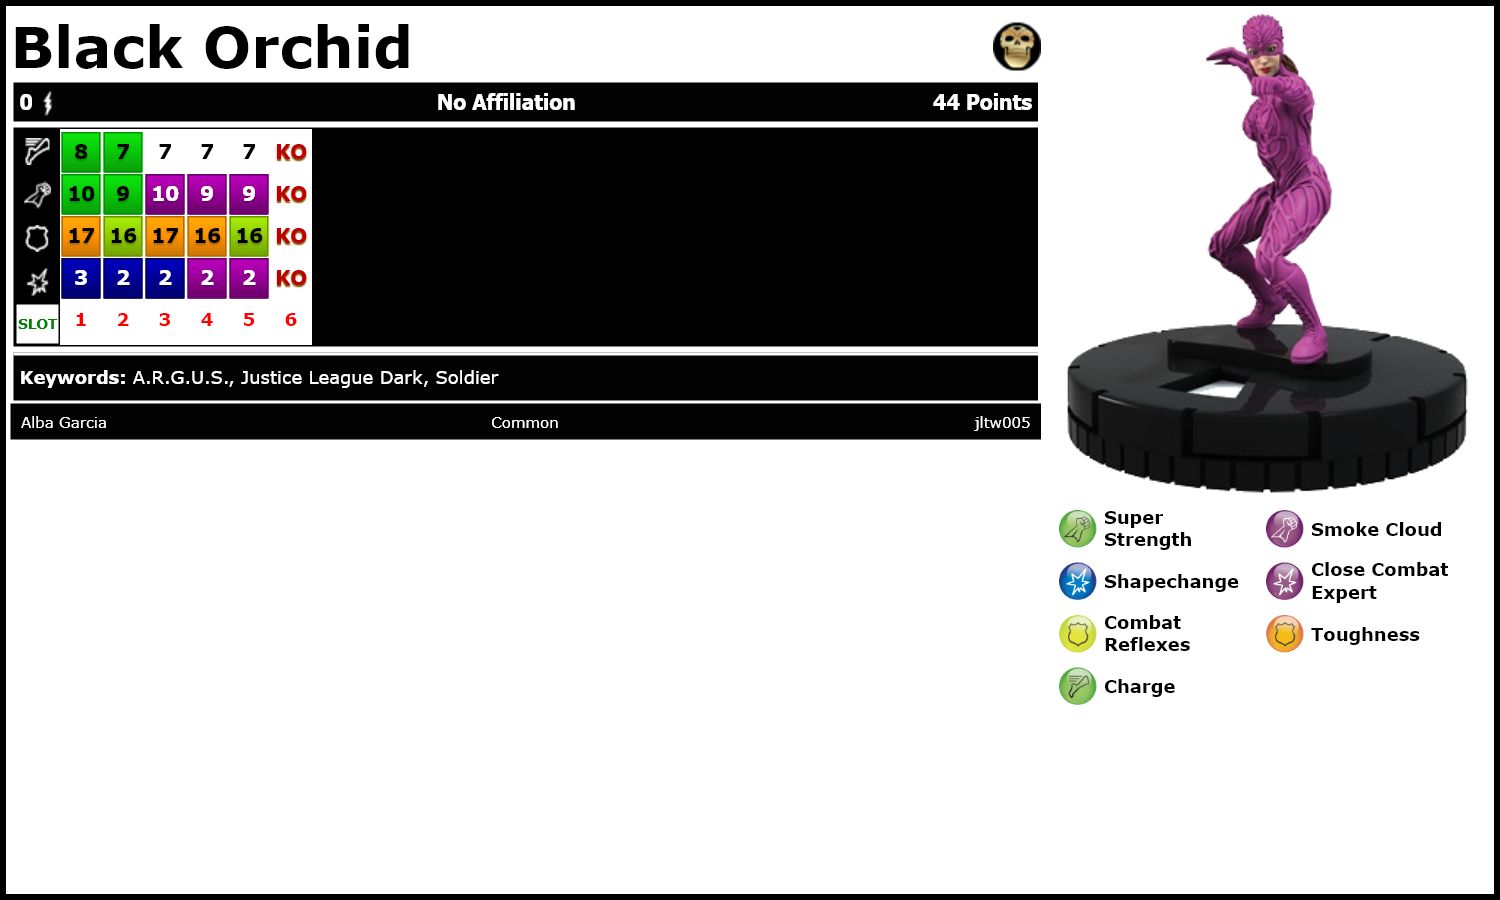 Black Orchid
0 No Affiliation 44 Points
8 7 7 7 7 KO
10 9 10 9 9 KO
17 16 17 16 16 KO
3 2 2 2 2 KO
SLOT 1 2 3 4 5 6
Keywords: A.R.G.U.S., Justice League Dark, Soldier
Alba Garcia Common jltw005
Super
Strength
Smoke Cloud
Shapechange
Close Combat
Expert
Combat
Reflexes
Toughness
Charge